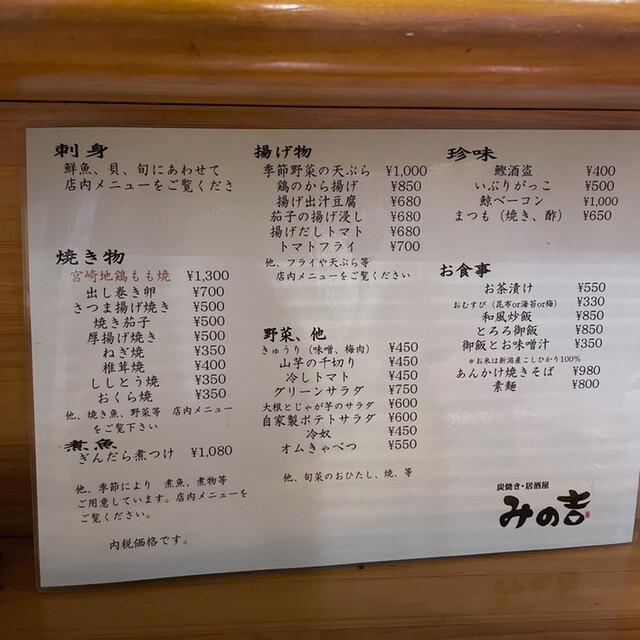 刺身
鮮魚、貝、旬にあわせて
店内メニューをご覧くださ
焼き物
宮崎地鶏もも焼 ¥1,300
出し巻き卵 ¥700
さつま揚げ焼き ¥500
焼き茄子 ¥500
厚揚げ焼き ¥500
ねぎ焼 ¥350
椎茸焼 ¥400
ししとう焼 ¥350
おくら焼 ¥350
他、焼き魚、野菜等 店内メニュー
をご覧下さい
煮魚
ぎんだら煮つけ ¥1,080
他、季節により 煮魚、煮物等
ご用意しています。店内メニューを
ご覧ください。
内税価格です。
揚げ物
季節野菜の天ぷら ¥1,000
鶏のから揚げ ¥850
揚げ出汁豆腐 ¥680
茄子の揚げ浸し ¥680
揚げだしトマト ¥680
トマトフライ ¥700
他、フライや天ぷら等
店内メニューをご覧ください
野菜、他
きゅうり（味噌、梅肉） ¥450
山芋の千切り ¥450
冷しトマト ¥450
グリーンサラダ ¥750
大根とじゃが芋のサラダ ¥600
自家製ポテトサラダ ¥600
冷奴 ¥450
オムきゃべつ ¥550
他、旬菜のおひたし、焼、等
珍味
鰹酒盗 ¥400
いぶりがっこ ¥500
鯨ベーコン ¥1,000
まつも（焼き、酢） ¥650
お食事
お茶漬け ¥550
おむすび（昆布or海苔or梅） ¥330
和風炒飯 ¥850
とろろ御飯 ¥850
御飯とお味噌汁 ¥350
＊お米は新潟産こしひかり100%
あんかけ焼きそば ¥980
素麺 ¥800
炭焼き・居酒屋
みの吉